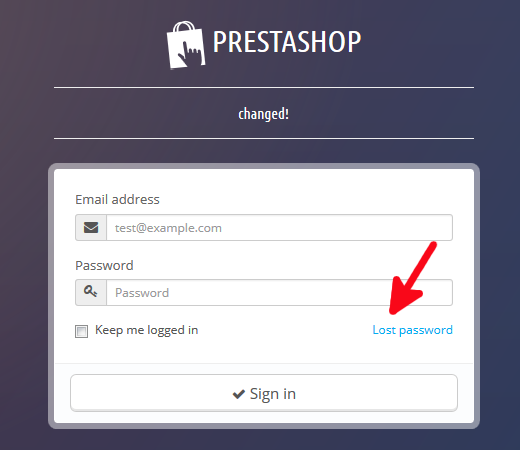 PRESTASHOP
changed!
Email address
test@example.com
Password
Password
Keep me logged in
Lost password
Sign in